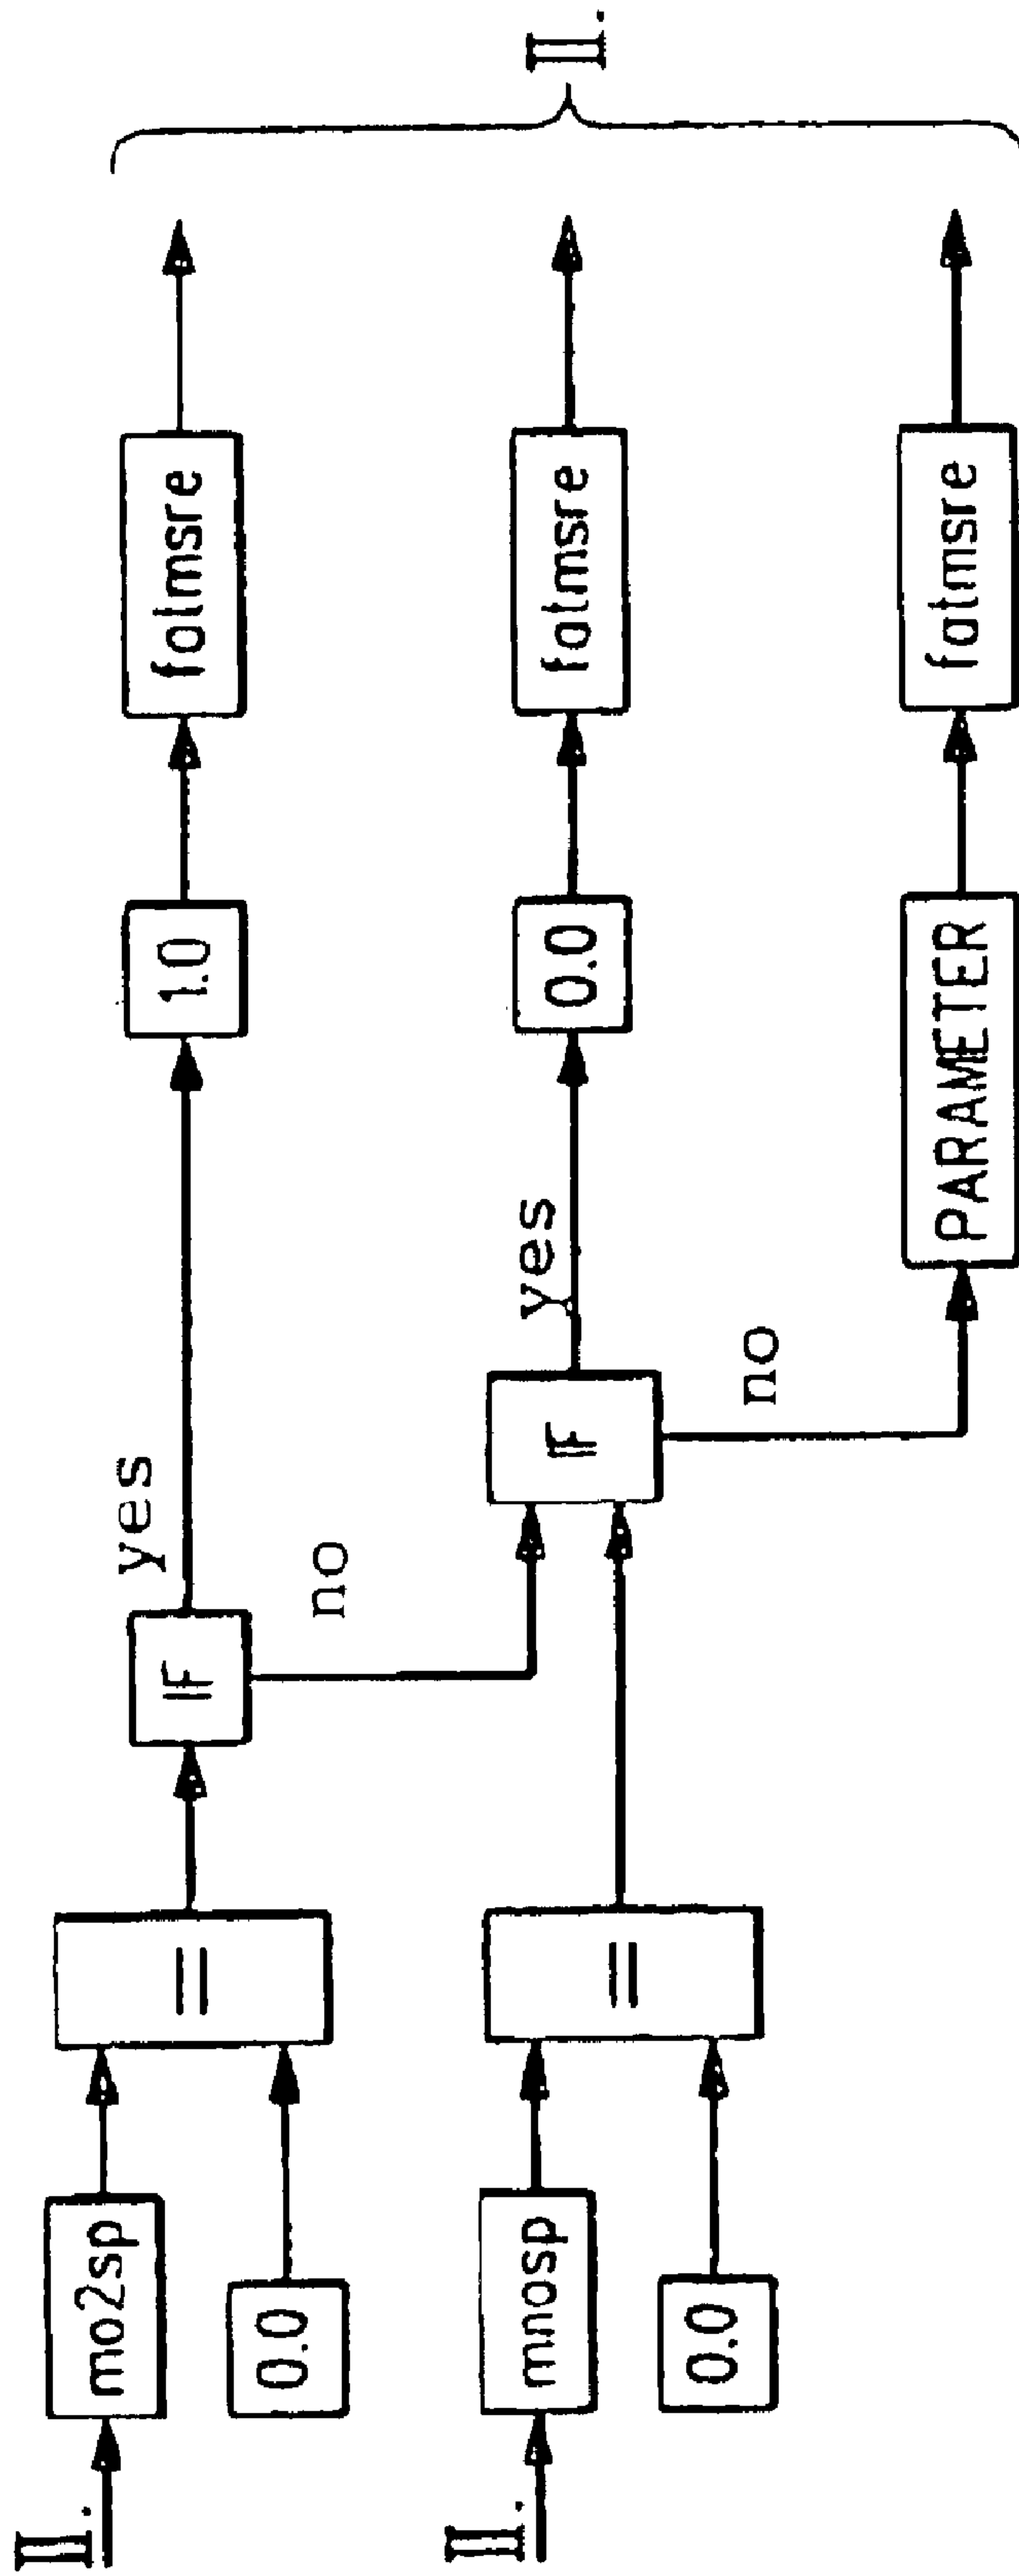 II.
mo2sp
0.0
=
IF
yes
no
1.0
fatmsre
II.
mnosp
0.0
=
IF
yes
no
0.0
fatmsre
PARAMETER
fatmsre
II.